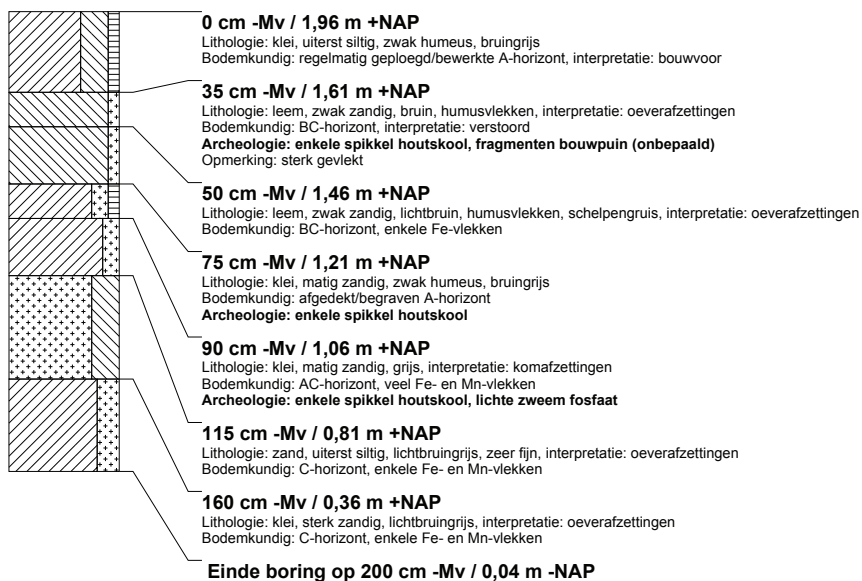 0 cm -Mv / 1,96 m +NAP
Lithologie: klei, uiterst siltig, zwak humeus, bruingrijs
Bodemkundig: regelmatig geploegd/bewerkte A-horizont, interpretatie: bouwvoor
35 cm -Mv / 1,61 m +NAP
Lithologie: leem, zwak zandig, bruin, humusvlekken, interpretatie: oeverafzettingen
Bodemkundig: BC-horizont, interpretatie: verstoord
Archeologie: enkele spikkel houtskool, fragmenten bouwpuin (onbepaald)
Opmerking: sterk gevlekt
50 cm -Mv / 1,46 m +NAP
Lithologie: leem, zwak zandig, lichtbruin, humusvlekken, schelpengruis, interpretatie: oeverafzettingen
Bodemkundig: BC-horizont, enkele Fe-vlekken
75 cm -Mv / 1,21 m +NAP
Lithologie: klei, matig zandig, zwak humeus, bruingrijs
Bodemkundig: afgedekt/begraven A-horizont
Archeologie: enkele spikkel houtskool
90 cm -Mv / 1,06 m +NAP
Lithologie: klei, matig zandig, grijs, interpretatie: komafzettingen
Bodemkundig: AC-horizont, veel Fe- en Mn-vlekken
Archeologie: enkele spikkel houtskool, lichte zweem fosfaat
115 cm -Mv / 0,81 m +NAP
Lithologie: zand, uiterst siltig, lichtbruingrijs, zeer fijn, interpretatie: oeverafzettingen
Bodemkundig: C-horizont, enkele Fe- en Mn-vlekken
160 cm -Mv / 0,36 m +NAP
Lithologie: klei, sterk zandig, lichtbruingrijs, interpretatie: oeverafzettingen
Bodemkundig: C-horizont, enkele Fe- en Mn-vlekken
Einde boring op 200 cm -Mv / 0,04 m -NAP